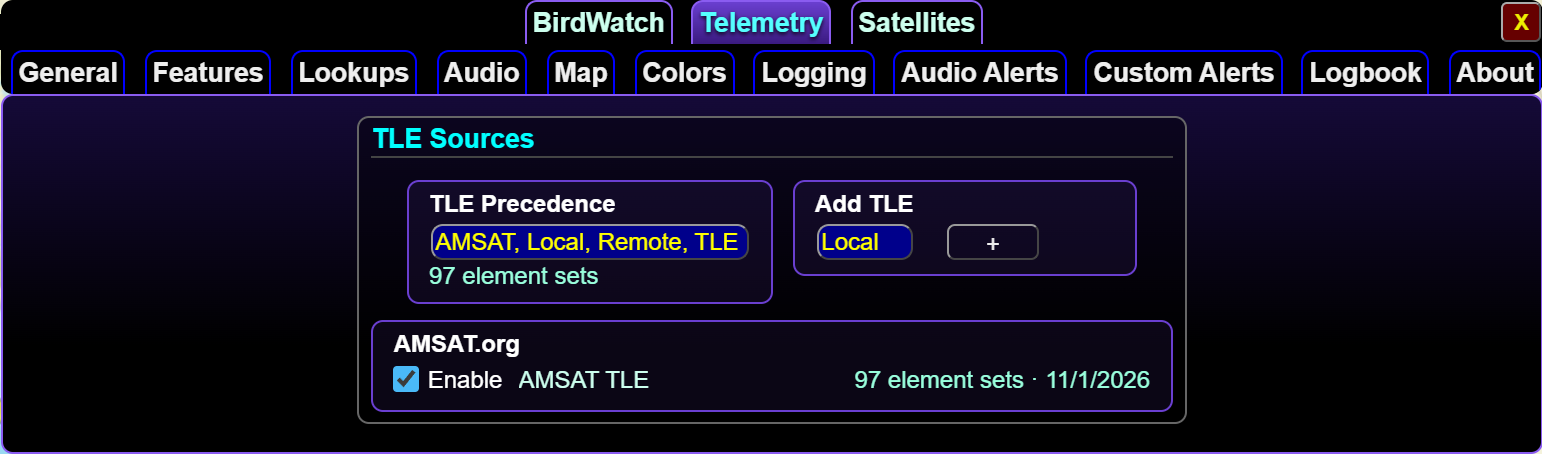 BirdWatch Telemetry Satellites X
General Features Lookups Audio Map Colors Logging Audio Alerts Custom Alerts Logbook About
TLE Sources
TLE Precedence
AMSAT, Local, Remote, TLE
97 element sets
Add TLE
Local +
AMSAT.org
Enable AMSAT TLE 97 element sets · 11/1/2026